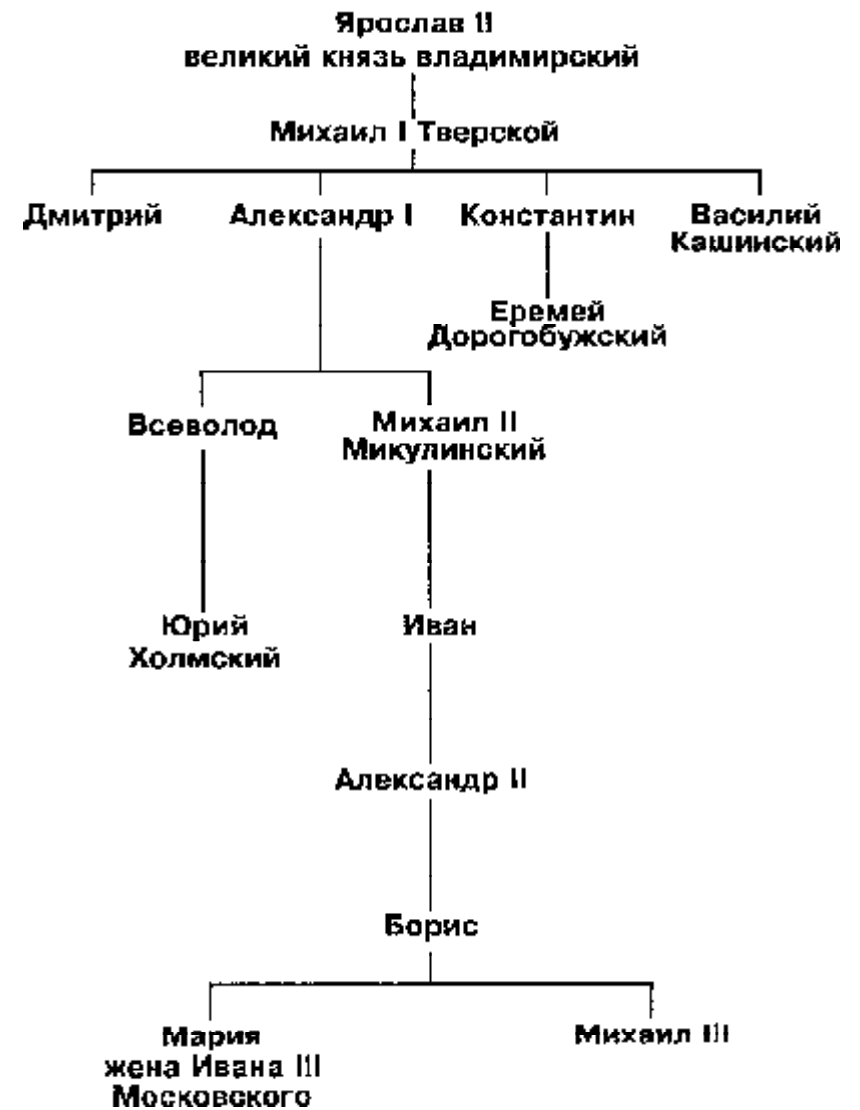 Ярослав II
великий князь владимирский
Михаил I Тверской
Дмитрий
Александр I
Константин
Василий
Кашинский
Еремей
Дорогобужский
Всеволод
Михаил II
Микулинский
Юрий
Холмский
Иван
Александр II
Борис
Мария
жена Ивана III
Московского
Михаил III